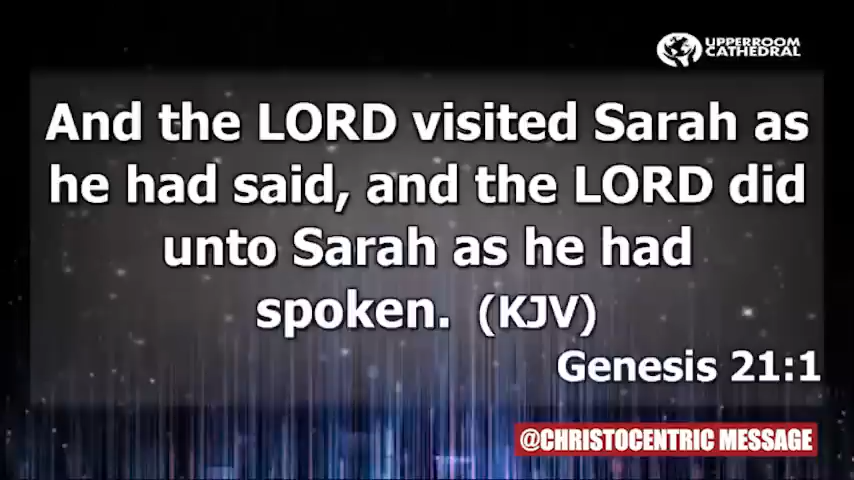 UPPERROOM
CATHEDRAL
And the LORD visited Sarah as
he had said, and the LORD did
unto Sarah as he had
spoken. (KJV)
Genesis 21:1
@CHRISTOCENTRIC MESSAGE